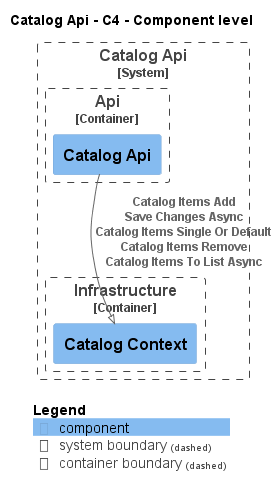 Catalog Api - C4 - Component level
Catalog Api
[System]
Api
[Container]
Catalog Api
Catalog Items Add
Save Changes Async
Catalog Items Single Or Default
Catalog Items Remove
Catalog Items To List Async
Infrastructure
[Container]
Catalog Context
Legend
component
system boundary (dashed)
container boundary (dashed)